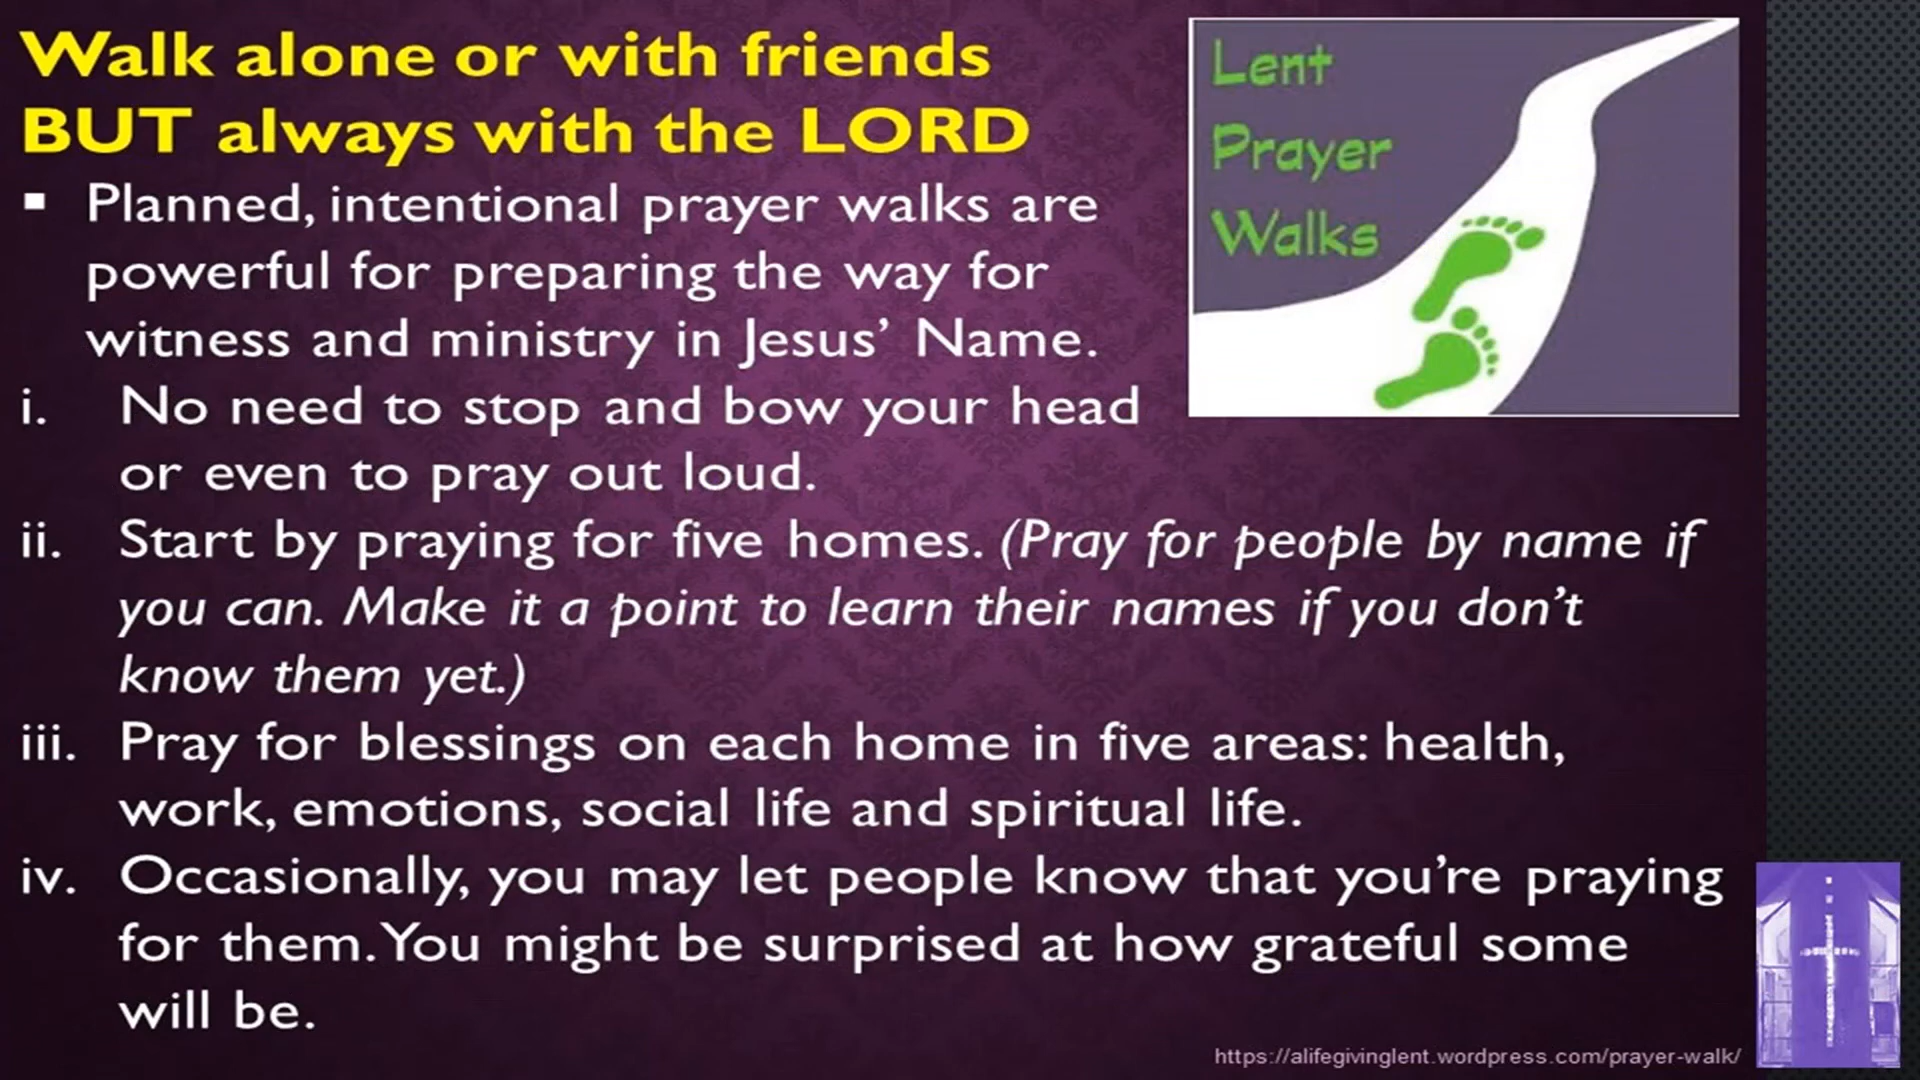 Walk alone or with friends
BUT always with the LORD
▪ Planned, intentional prayer walks are
powerful for preparing the way for
witness and ministry in Jesus’ Name.
i. No need to stop and bow your head
or even to pray out loud.
ii. Start by praying for five homes. (Pray for people by name if
you can. Make it a point to learn their names if you don’t
know them yet.)
iii. Pray for blessings on each home in five areas: health,
work, emotions, social life and spiritual life.
iv. Occasionally, you may let people know that you’re praying
for them. You might be surprised at how grateful some
will be.
Lent
Prayer
Walks
https://alifegivinglent.wordpress.com/prayer-walk/